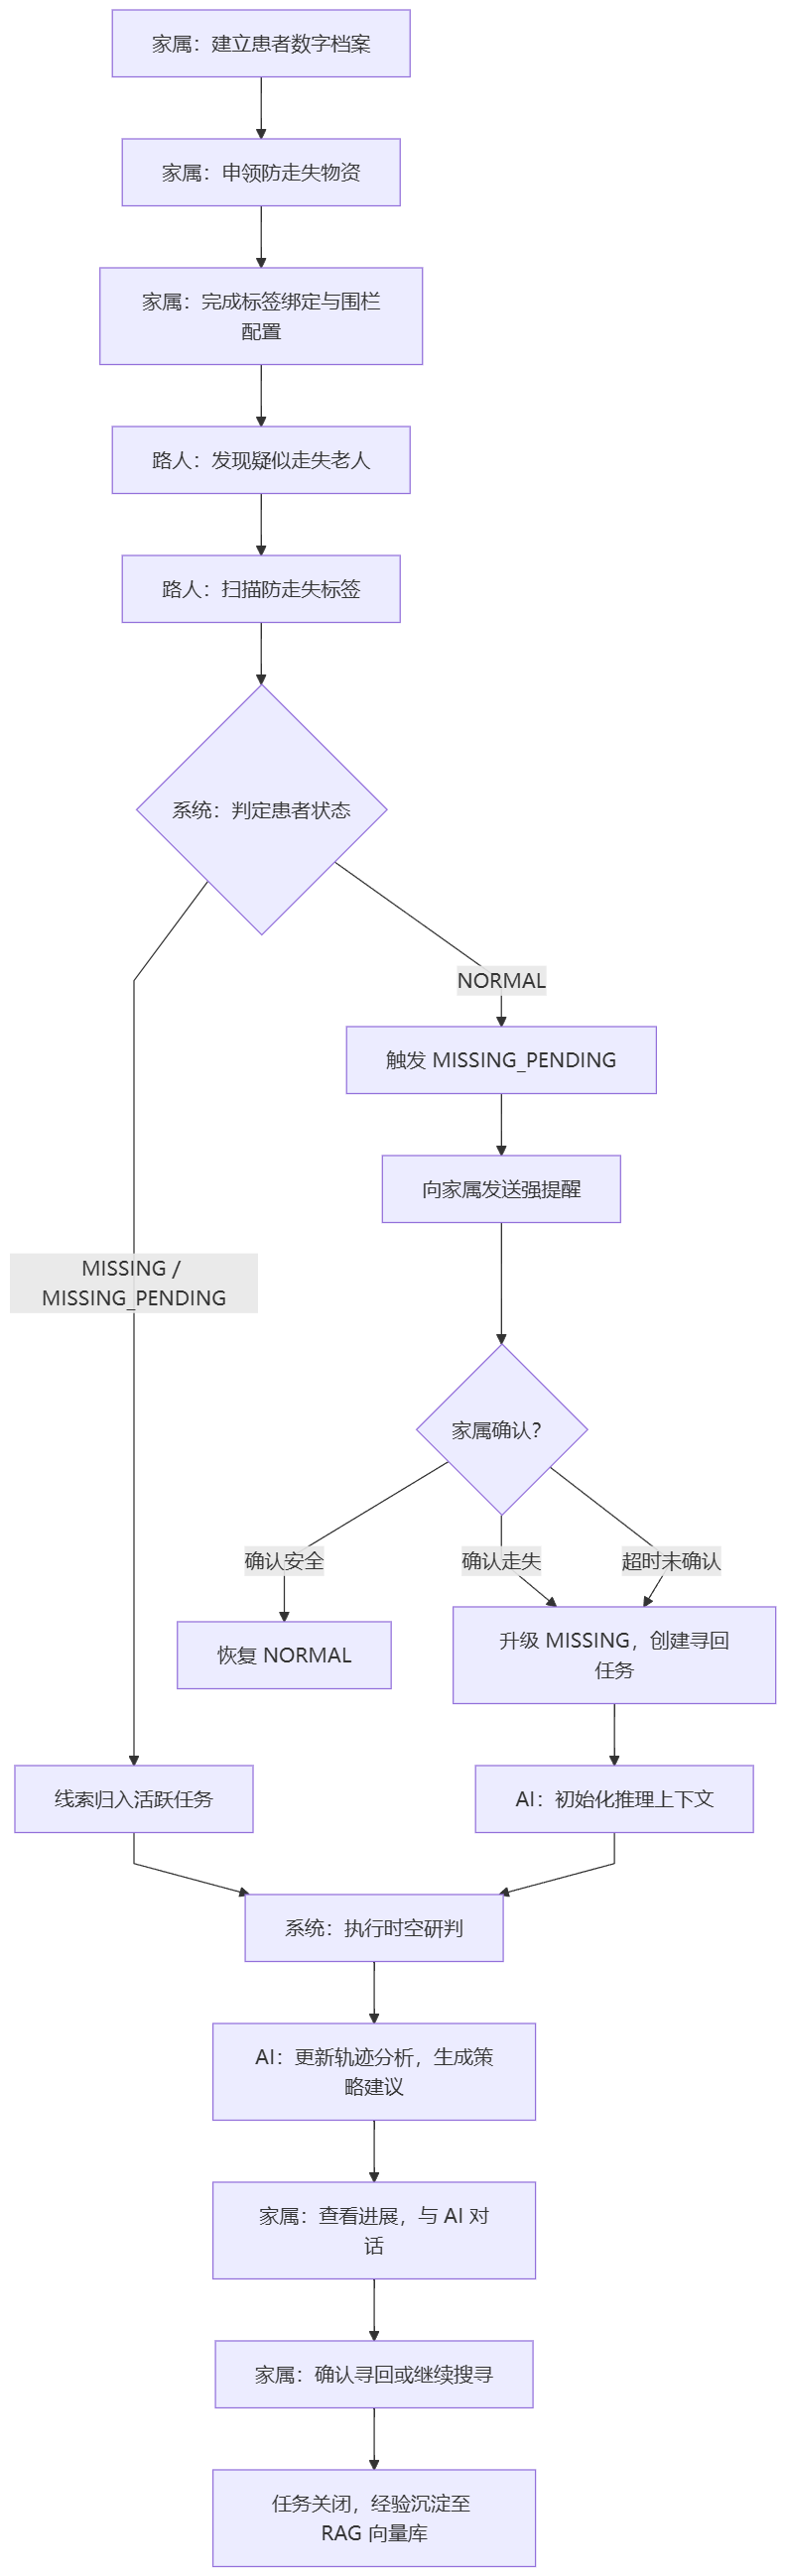 家属：建立患者数字档案
家属：申领防走失物资
家属：完成标签绑定与围栏
配置
路人：发现疑似走失老人
路人：扫描防走失标签
系统：判定患者状态
NORMAL
触发 MISSING_PENDING
向家属发送强提醒
MISSING /
MISSING_PENDING
家属确认？
确认安全
确认走失
超时未确认
恢复 NORMAL
升级 MISSING，创建寻回
任务
线索归入活跃任务
AI：初始化推理上下文
系统：执行时空研判
AI：更新轨迹分析，生成策
略建议
家属：查看进展，与 AI 对
话
家属：确认寻回或继续搜寻
任务关闭，经验沉淀至
RAG 向量库